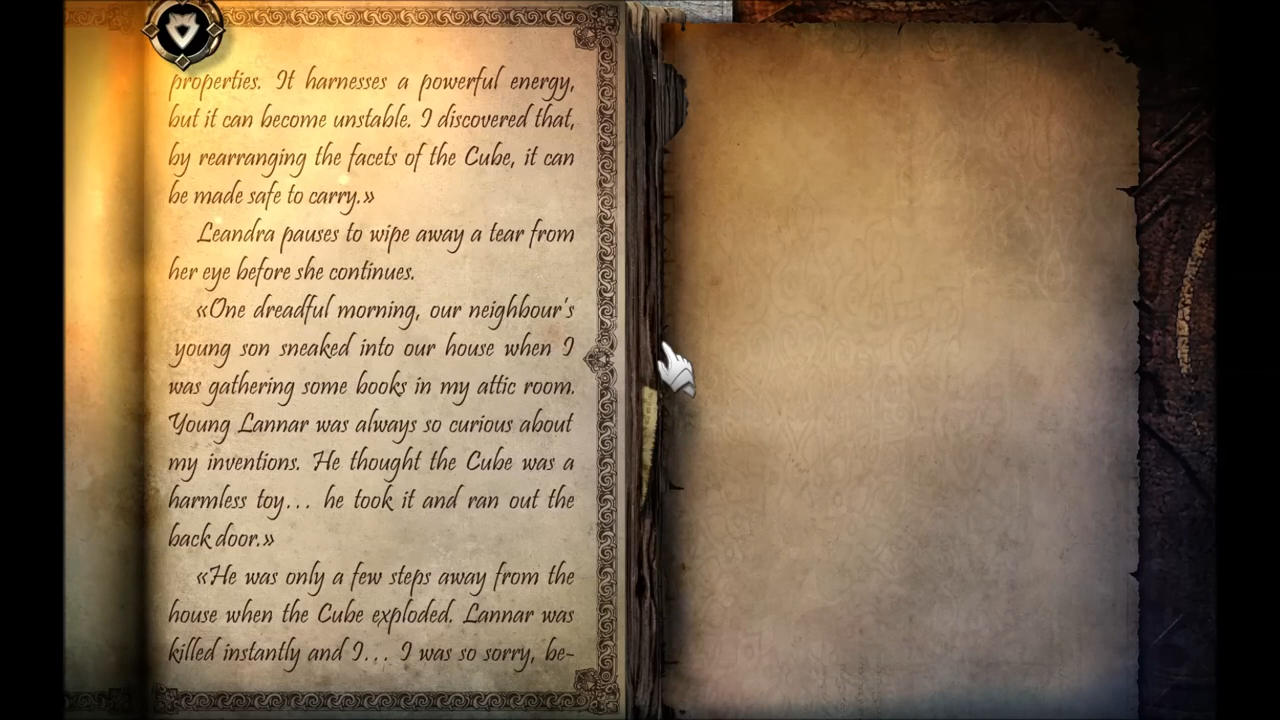 properties. It harnesses a powerful energy,
but it can become unstable. I discovered that,
by rearranging the facets of the Cube, it can
be made safe to carry.»
Leandra pauses to wipe away a tear from
her eye before she continues.
«One dreadful morning, our neighbour's
young son sneaked into our house when I
was gathering some books in my attic room.
Young Lannar was always so curious about
my inventions. He thought the Cube was a
harmless toy... he took it and ran out the
back door.»
«He was only a few steps away from the
house when the Cube exploded. Lannar was
killed instantly and I... I was so sorry, be-